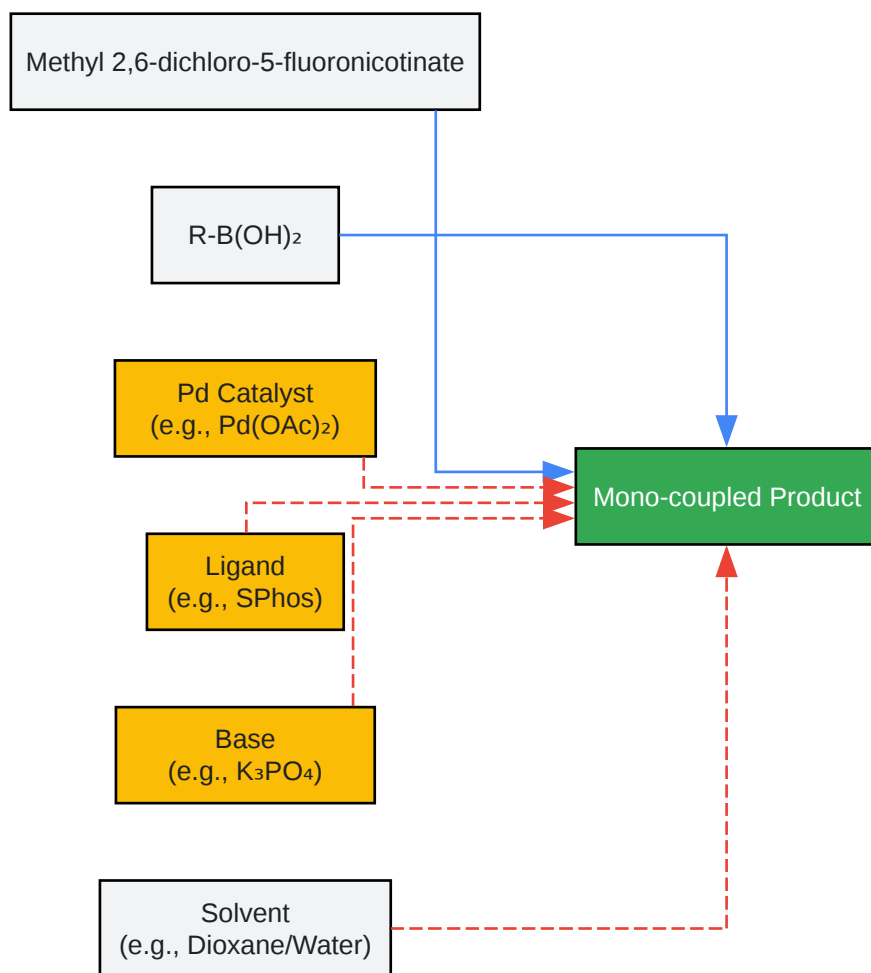 Methyl 2,6-dichloro-5-fluoronicotinate
R-B(OH)₂
Pd Catalyst
(e.g., Pd(OAc)₂)
Mono-coupled Product
Ligand
(e.g., SPhos)
Base
(e.g., K₃PO₄)
Solvent
(e.g., Dioxane/Water)